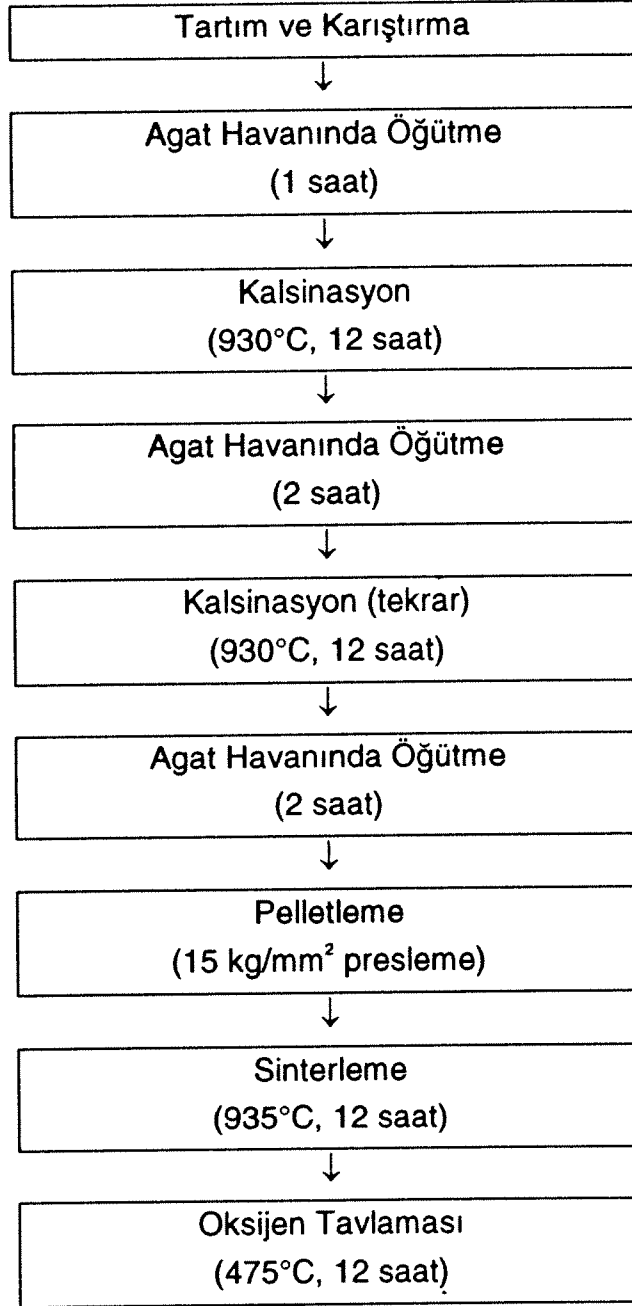 Tartım ve Karıştırma
↓
Agat Havanında Öğütme
(1 saat)
↓
Kalsinasyon
(930°C, 12 saat)
↓
Agat Havanında Öğütme
(2 saat)
↓
Kalsinasyon (tekrar)
(930°C, 12 saat)
↓
Agat Havanında Öğütme
(2 saat)
↓
Pelletleme
(15 kg/mm² presleme)
↓
Sinterleme
(935°C, 12 saat)
↓
Oksijen Tavlaması
(475°C, 12 saat)